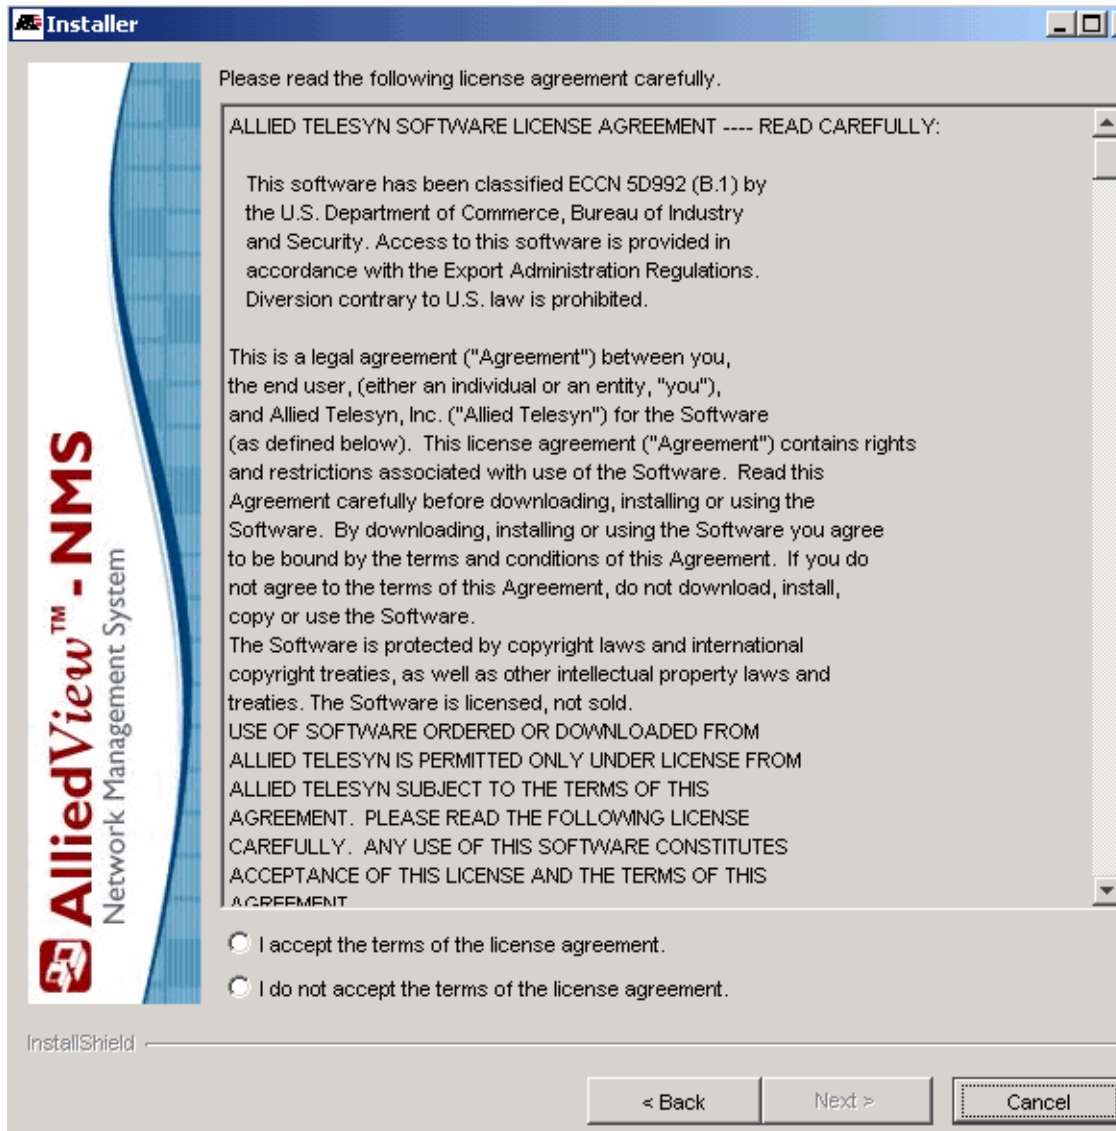 Installer
Please read the following license agreement carefully.
ALLIED TELESYN SOFTWARE LICENSE AGREEMENT ---- READ CAREFULLY:
This software has been classified ECCN 5D992 (B.1) by
the U.S. Department of Commerce, Bureau of Industry
and Security. Access to this software is provided in
accordance with the Export Administration Regulations.
Diversion contrary to U.S. law is prohibited.
This is a legal agreement ("Agreement") between you,
the end user, (either an individual or an entity, "you"),
and Allied Telesyn, Inc. ("Allied Telesyn") for the Software
(as defined below).  This license agreement ("Agreement") contains rights
and restrictions associated with use of the Software.  Read this
Agreement carefully before downloading, installing or using the
Software.  By downloading, installing or using the Software you agree
to be bound by the terms and conditions of this Agreement.  If you do
not agree to the terms of this Agreement, do not download, install,
copy or use the Software.
The Software is protected by copyright laws and international
copyright treaties, as well as other intellectual property laws and
treaties. The Software is licensed, not sold.
USE OF SOFTWARE ORDERED OR DOWNLOADED FROM
ALLIED TELESYN IS PERMITTED ONLY UNDER LICENSE FROM
ALLIED TELESYN SUBJECT TO THE TERMS OF THIS
AGREEMENT.  PLEASE READ THE FOLLOWING LICENSE
CAREFULLY.  ANY USE OF THIS SOFTWARE CONSTITUTES
ACCEPTANCE OF THIS LICENSE AND THE TERMS OF THIS
AGREEMENT
I accept the terms of the license agreement.
I do not accept the terms of the license agreement.
AlliedView™ - NMS
Network Management System
InstallShield
< Back
Next >
Cancel